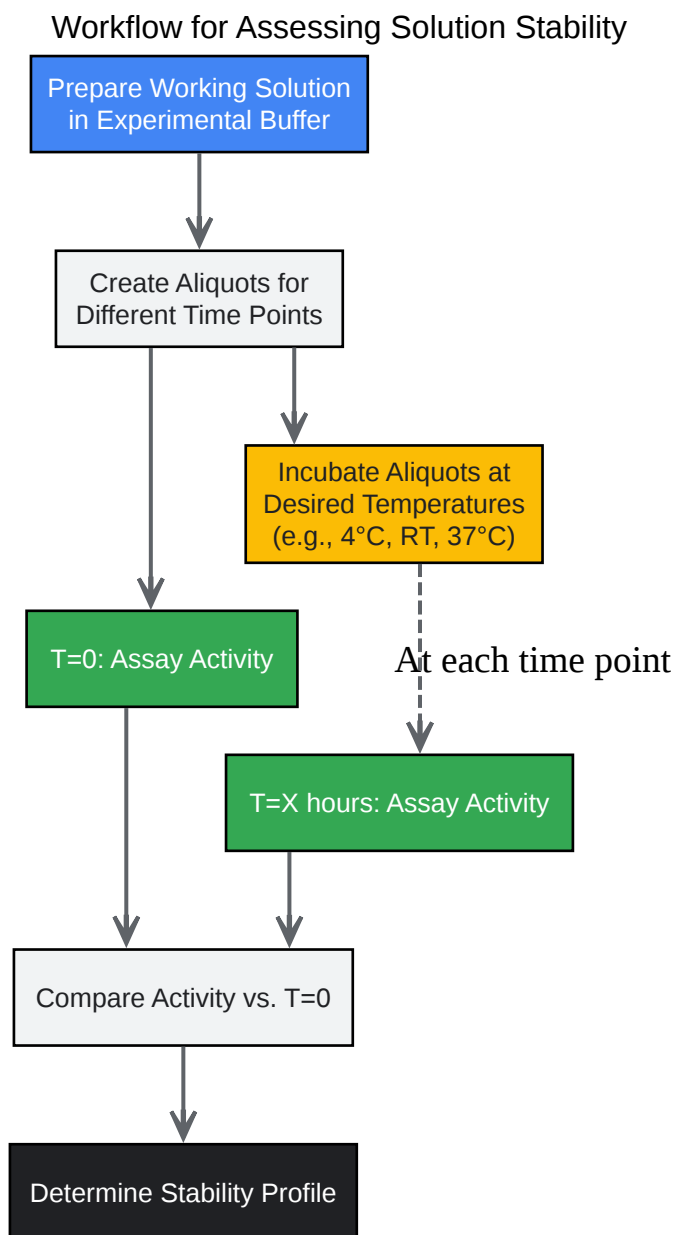 Workflow for Assessing Solution Stability
Prepare Working Solution
in Experimental Buffer
Create Aliquots for
Different Time Points
Incubate Aliquots at
Desired Temperatures
(e.g., 4°C, RT, 37°C)
T=0: Assay Activity
At each time point
T=X hours: Assay Activity
Compare Activity vs. T=0
Determine Stability Profile